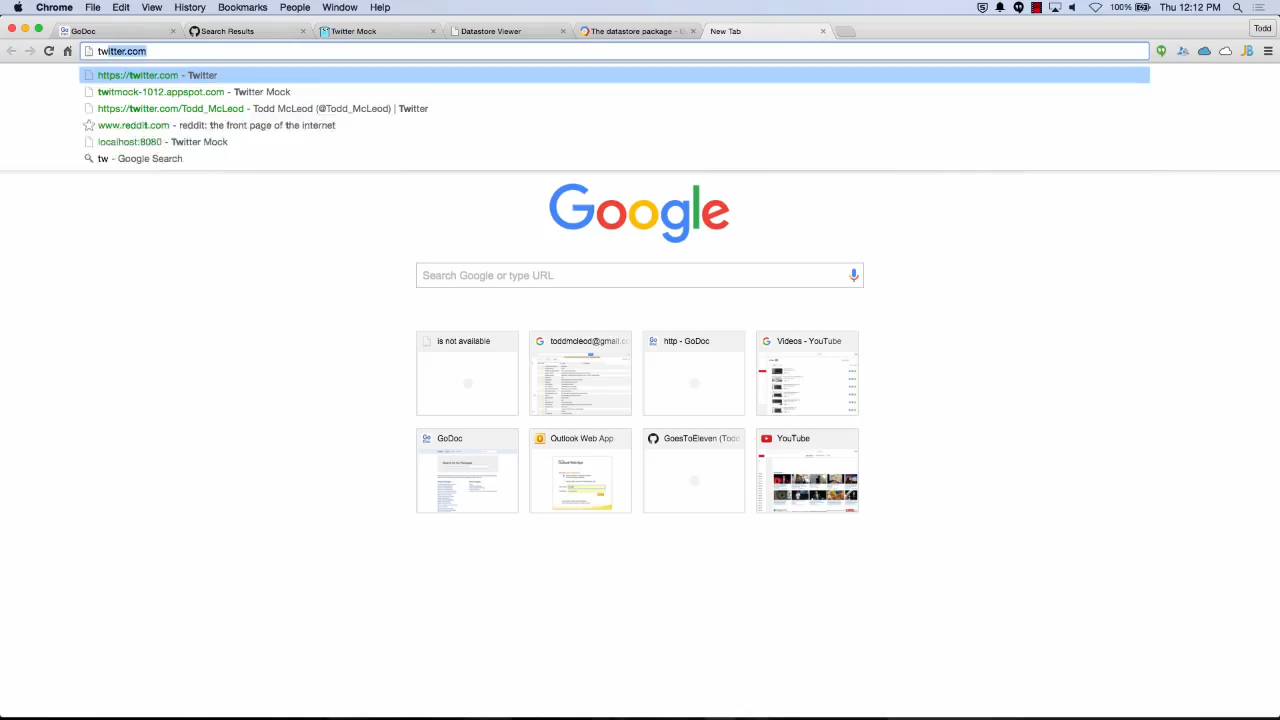 Chrome File Edit View History Bookmarks People Window Help 100% Thu 12:12 PM
GoDoc Search Results Twitter Mock Datastore Viewer The datastore package - New Tab Todd
twitter.com
https://twitter.com - Twitter
twitmock-1012.appspot.com - Twitter Mock
https://twitter.com/Todd_McLeod - Todd McLeod (@Todd_McLeod) | Twitter
www.reddit.com - reddit: the front page of the internet
localhost:8080 - Twitter Mock
tw - Google Search
Google
Search Google or type URL
is not available toddmcleod@gmail.co http - GoDoc Videos - YouTube
GoDoc Outlook Web App GoesToEleven (Todd YouTube